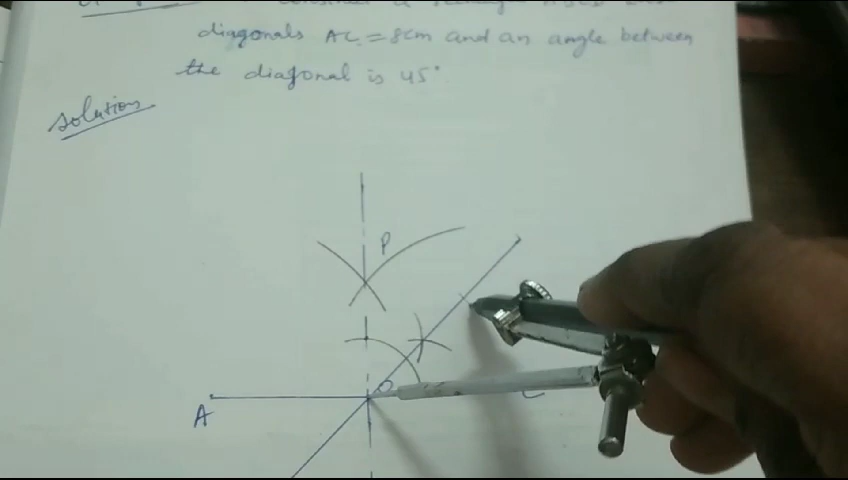 diagonals AC = 8cm and an angle between
the diagonal is 45°
solution
P
O
A
C